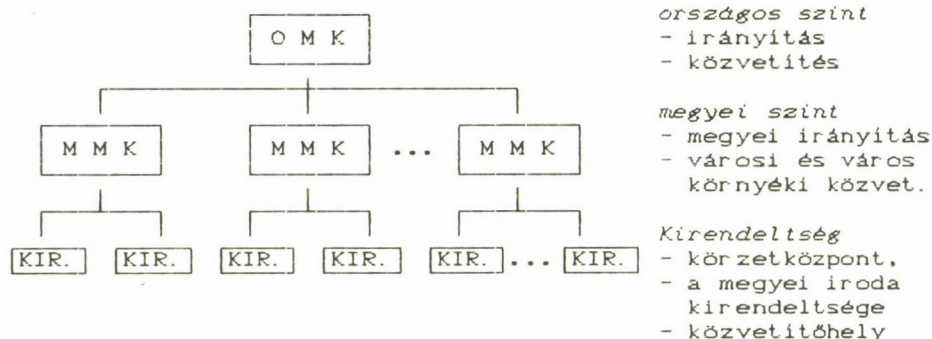 O M K
országos szint
- irányítás
- közvetítés
M M K
M M K
...
M M K
megyei szint
- megyei irányítás
- városi és város
környéki közvet.
KIR.
KIR.
KIR.
KIR.
KIR.
...
KIR.
Kirendeltség
- körzetközpont,
- a megyei iroda
kirendeltsége
- közvetítőhely